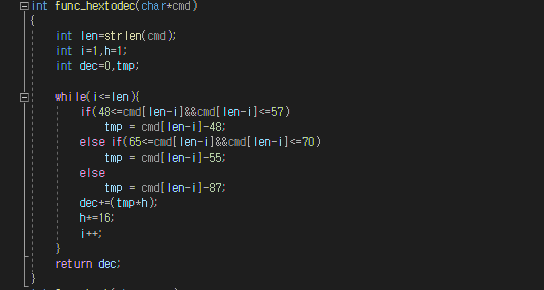 int func_hextodec(char*cmd)
{
    int len=strlen(cmd);
    int i=1,h=1;
    int dec=0,tmp;

    while(i<=len){
        if(48<=cmd[len-i]&&cmd[len-i]<=57)
            tmp = cmd[len-i]-48;
        else if(65<=cmd[len-i]&&cmd[len-i]<=70)
            tmp = cmd[len-i]-55;
        else
            tmp = cmd[len-i]-87;
        dec+=(tmp*h);
        h*=16;
        i++;
    }
    return dec;
}